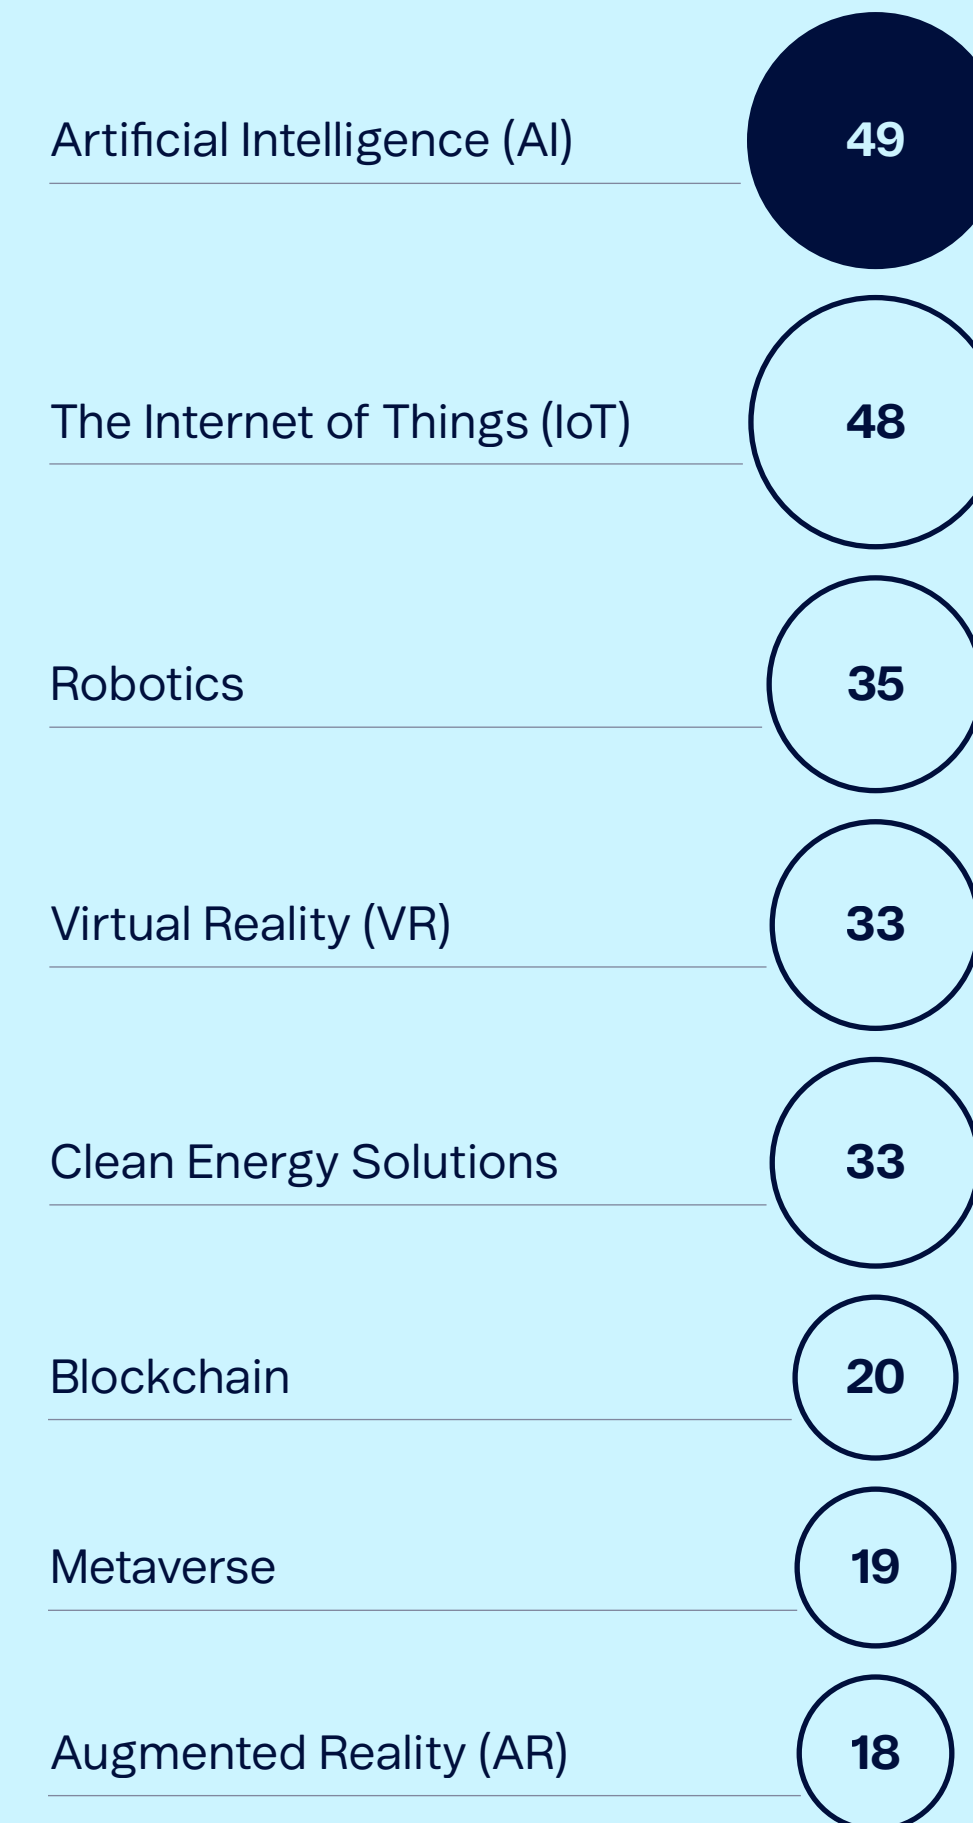 Artificial Intelligence (AI) 49
The Internet of Things (IoT) 48
Robotics 35
Virtual Reality (VR) 33
Clean Energy Solutions 33
Blockchain 20
Metaverse 19
Augmented Reality (AR) 18